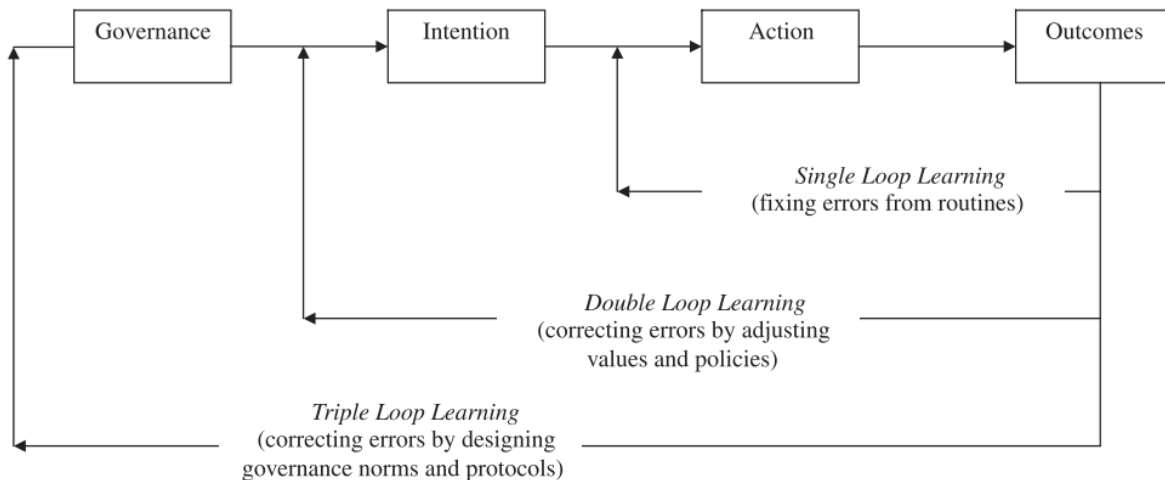 Governance
Intention
Action
Outcomes
Single Loop Learning
(fixing errors from routines)
Double Loop Learning
(correcting errors by adjusting
values and policies)
Triple Loop Learning
(correcting errors by designing
governance norms and protocols)